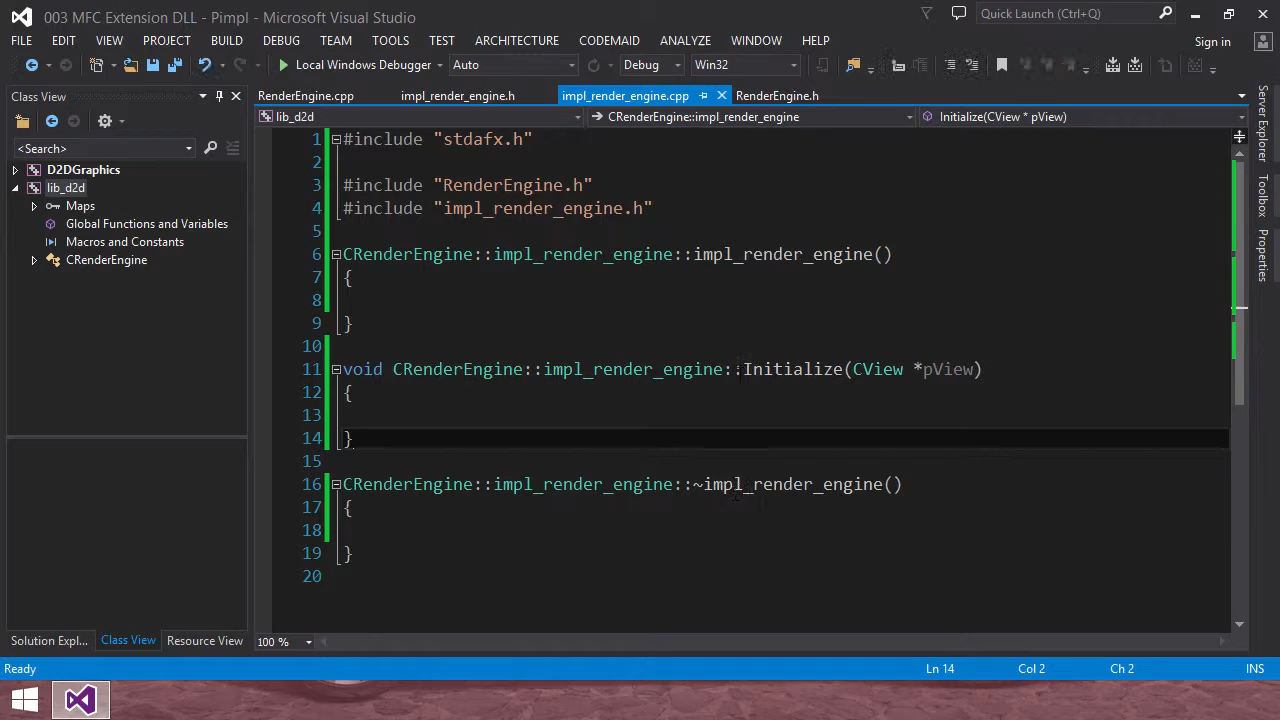 003 MFC Extension DLL - Pimpl - Microsoft Visual Studio
Quick Launch (Ctrl+Q)
FILE EDIT VIEW PROJECT BUILD DEBUG TEAM TOOLS TEST ARCHITECTURE CODEMAID ANALYZE WINDOW HELP
Sign in
Local Windows Debugger Auto Debug Win32
Class View
RenderEngine.cpp impl_render_engine.h impl_render_engine.cpp RenderEngine.h
lib_d2d CRenderEngine::impl_render_engine Initialize(CView * pView)
<Search>
D2DGraphics
lib_d2d
Maps
Global Functions and Variables
Macros and Constants
CRenderEngine
1 #include "stdafx.h"
2
3 #include "RenderEngine.h"
4 #include "impl_render_engine.h"
5
6 CRenderEngine::impl_render_engine::impl_render_engine()
7 {
8
9 }
10
11 void CRenderEngine::impl_render_engine::Initialize(CView *pView)
12 {
13
14 }
15
16 CRenderEngine::impl_render_engine::~impl_render_engine()
17 {
18
19 }
20
Server Explorer
Toolbox
Properties
Solution Expl... Class View Resource View
100 %
Ready Ln 14 Col 2 Ch 2 INS